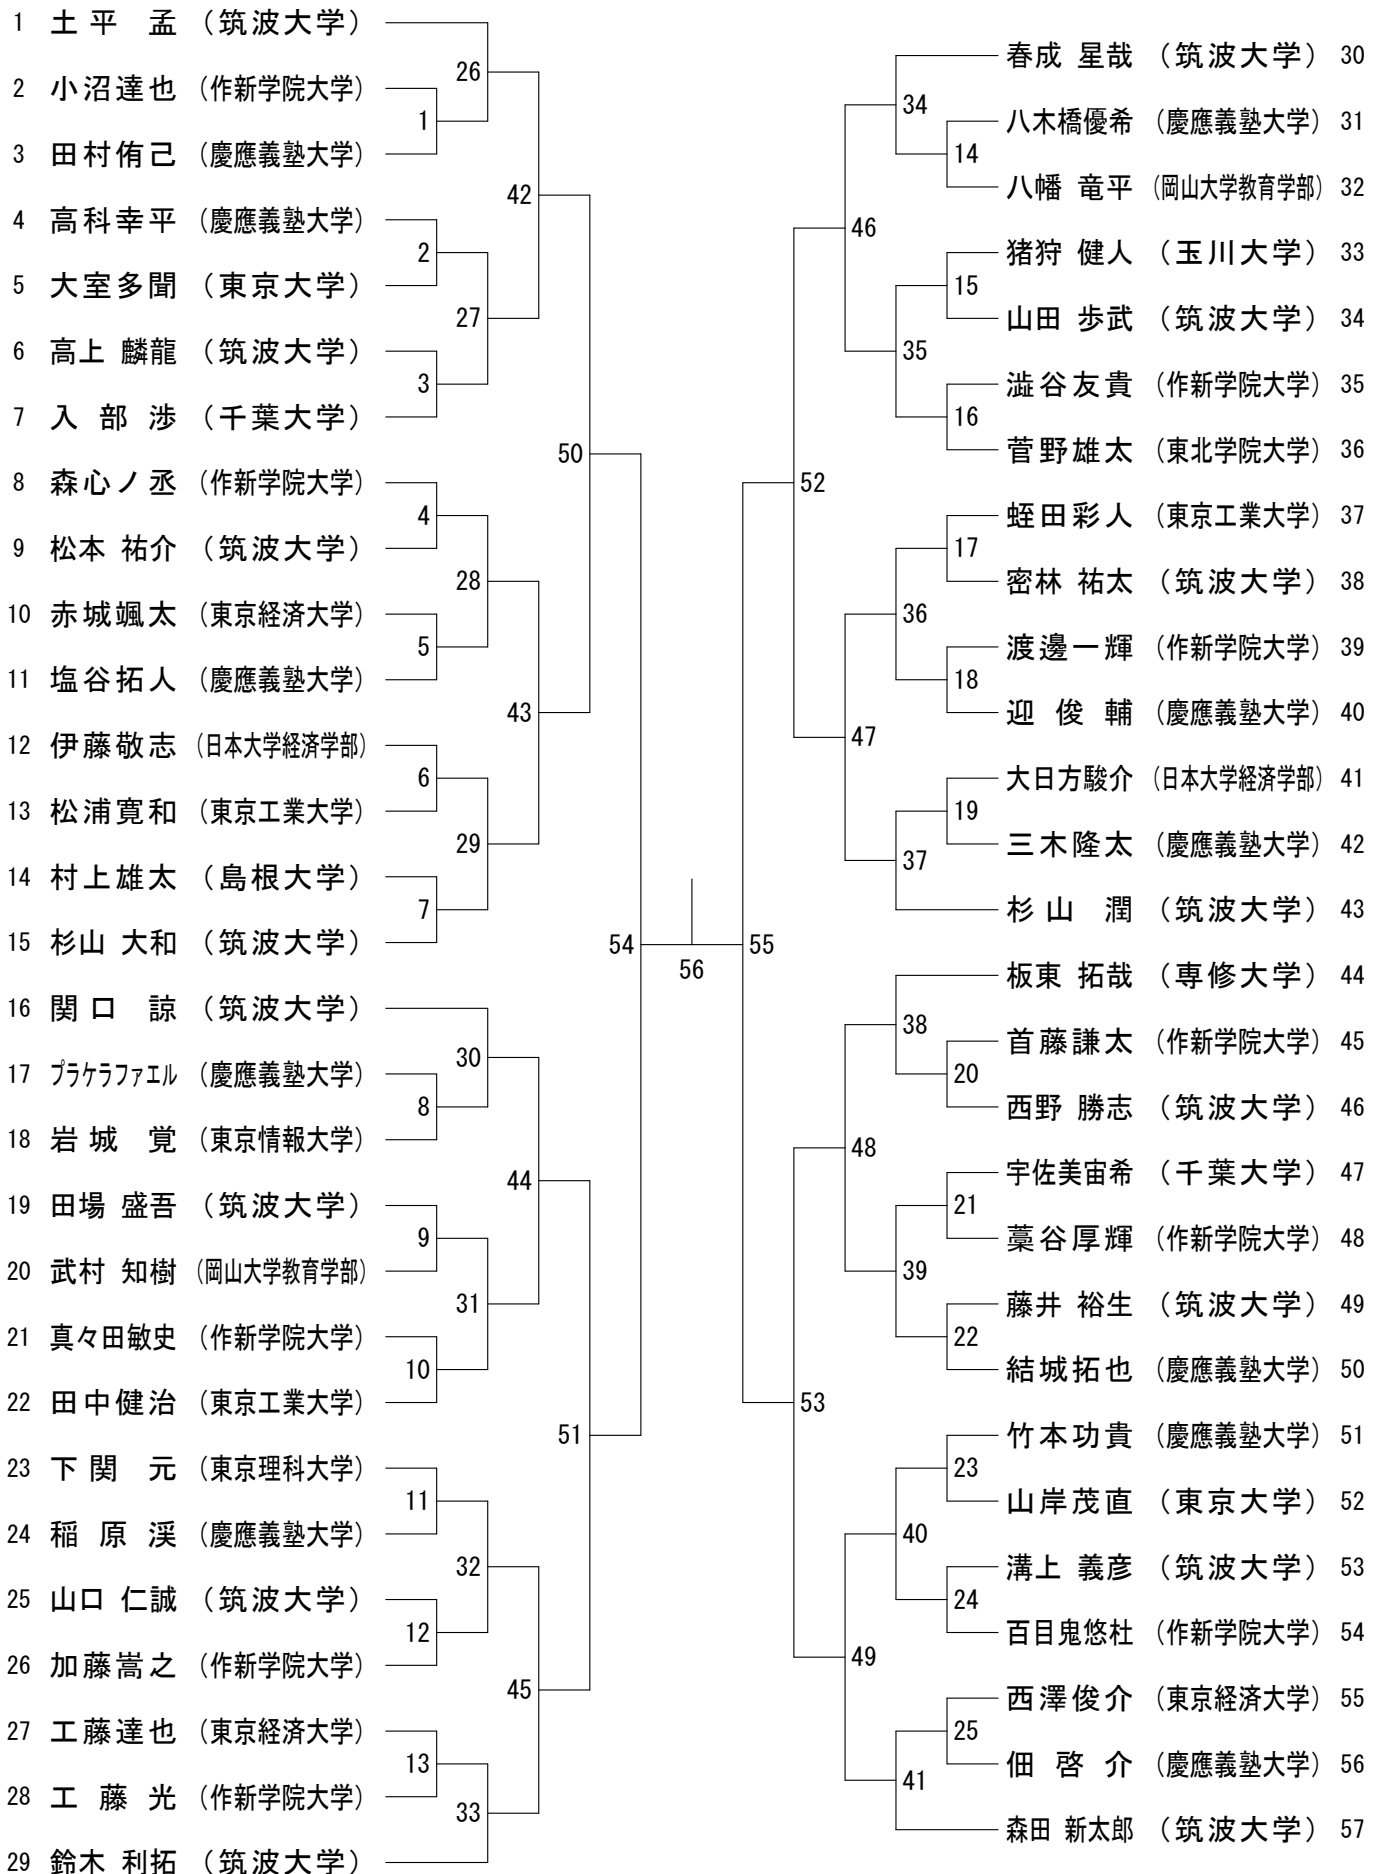 1 土平 孟 (筑波大学)
2 小沼達也 (作新学院大学)
3 田村侑己 (慶應義塾大学)
4 高科幸平 (慶應義塾大学)
5 大室多聞 (東京大学)
6 高上 麟龍 (筑波大学)
7 入部 渉 (千葉大学)
8 森心ノ丞 (作新学院大学)
9 松本 祐介 (筑波大学)
10 赤城颯太 (東京経済大学)
11 塩谷拓人 (慶應義塾大学)
12 伊藤敬志 (日本大学経済学部)
13 松浦寛和 (東京工業大学)
14 村上雄太 (島根大学)
15 杉山 大和 (筑波大学)
16 関口 諒 (筑波大学)
17 プラケラファエル (慶應義塾大学)
18 岩城 覚 (東京情報大学)
19 田場 盛吾 (筑波大学)
20 武村 知樹 (岡山大学教育学部)
21 真々田敏史 (作新学院大学)
22 田中健治 (東京工業大学)
23 下関 元 (東京理科大学)
24 稲原 渓 (慶應義塾大学)
25 山口 仁誠 (筑波大学)
26 加藤嵩之 (作新学院大学)
27 工藤達也 (東京経済大学)
28 工藤 光 (作新学院大学)
29 鈴木 利拓 (筑波大学)
1
2
3
4
5
6
7
8
9
10
11
12
13
26
27
28
29
30
31
32
33
42
43
44
45
50
51
54
56
55
52
53
46
47
48
49
34
35
36
37
38
39
40
41
14
15
16
17
18
19
20
21
22
23
24
25
春成 星哉 (筑波大学) 30
八木橋優希 (慶應義塾大学) 31
八幡 竜平 (岡山大学教育学部) 32
猪狩 健人 (玉川大学) 33
山田 歩武 (筑波大学) 34
澁谷友貴 (作新学院大学) 35
菅野雄太 (東北学院大学) 36
蛭田彩人 (東京工業大学) 37
密林 祐太 (筑波大学) 38
渡邊一輝 (作新学院大学) 39
迎 俊輔 (慶應義塾大学) 40
大日方駿介 (日本大学経済学部) 41
三木隆太 (慶應義塾大学) 42
杉山 潤 (筑波大学) 43
板東 拓哉 (専修大学) 44
首藤謙太 (作新学院大学) 45
西野 勝志 (筑波大学) 46
宇佐美宙希 (千葉大学) 47
藁谷厚輝 (作新学院大学) 48
藤井 裕生 (筑波大学) 49
結城拓也 (慶應義塾大学) 50
竹本功貴 (慶應義塾大学) 51
山岸茂直 (東京大学) 52
溝上 義彦 (筑波大学) 53
百目鬼悠杜 (作新学院大学) 54
西澤俊介 (東京経済大学) 55
佃 啓介 (慶應義塾大学) 56
森田 新太郎 (筑波大学) 57